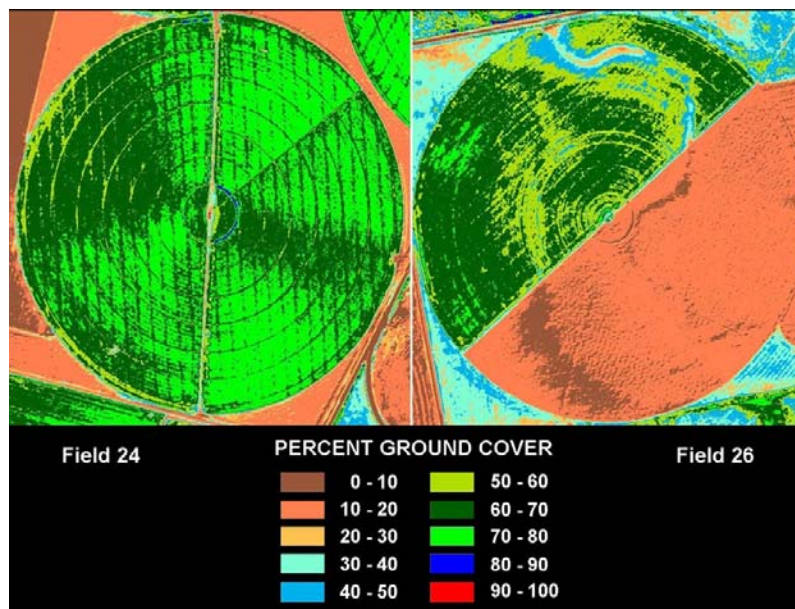 Field 24
PERCENT GROUND COVER
Field 26
0 - 10
50 - 60
10 - 20
60 - 70
20 - 30
70 - 80
30 - 40
80 - 90
40 - 50
90 - 100